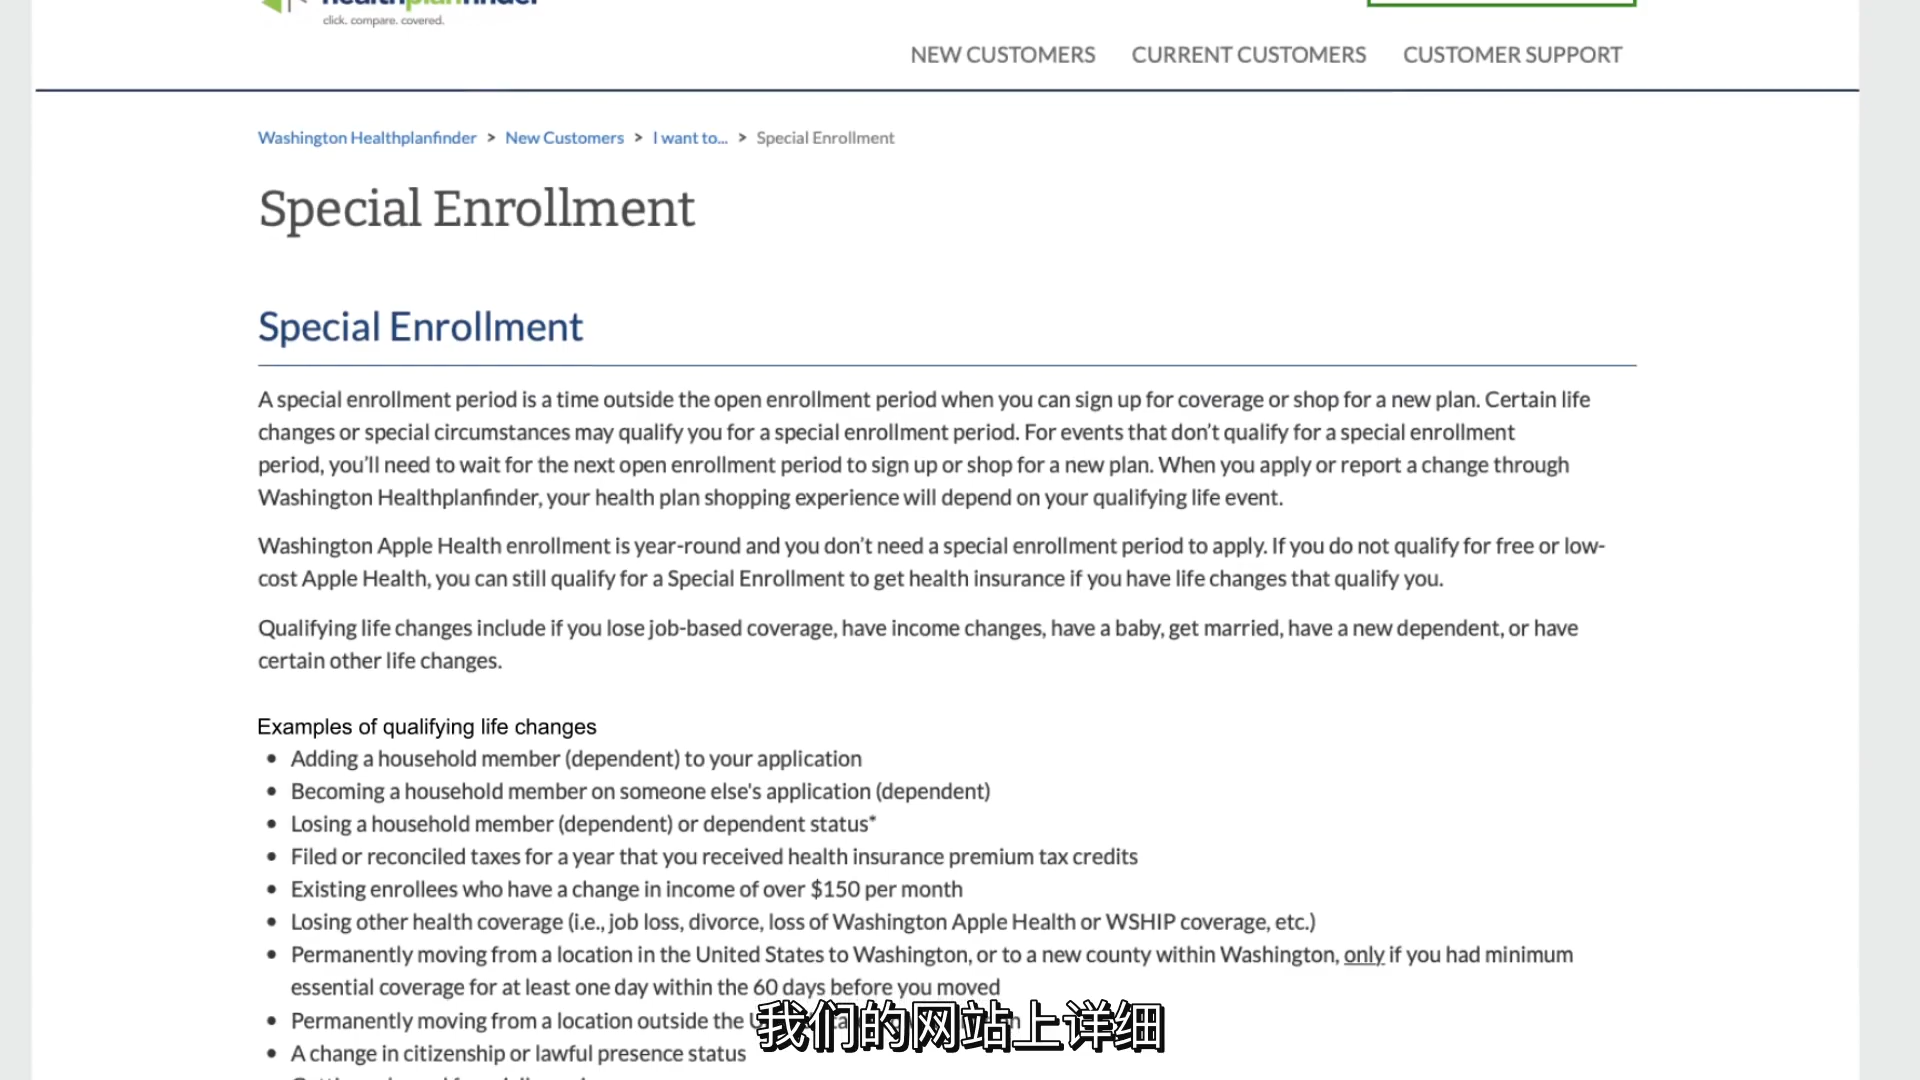 healthplanfinder
click. compare. covered.
NEW CUSTOMERS CURRENT CUSTOMERS CUSTOMER SUPPORT
Washington Healthplanfinder > New Customers > I want to... > Special Enrollment
Special Enrollment
Special Enrollment
A special enrollment period is a time outside the open enrollment period when you can sign up for coverage or shop for a new plan. Certain life
changes or special circumstances may qualify you for a special enrollment period. For events that don’t qualify for a special enrollment
period, you’ll need to wait for the next open enrollment period to sign up or shop for a new plan. When you apply or report a change through
Washington Healthplanfinder, your health plan shopping experience will depend on your qualifying life event.
Washington Apple Health enrollment is year-round and you don’t need a special enrollment period to apply. If you do not qualify for free or low-
cost Apple Health, you can still qualify for a Special Enrollment to get health insurance if you have life changes that qualify you.
Qualifying life changes include if you lose job-based coverage, have income changes, have a baby, get married, have a new dependent, or have
certain other life changes.
Examples of qualifying life changes
• Adding a household member (dependent) to your application
• Becoming a household member on someone else's application (dependent)
• Losing a household member (dependent) or dependent status*
• Filed or reconciled taxes for a year that you received health insurance premium tax credits
• Existing enrollees who have a change in income of over $150 per month
• Losing other health coverage (i.e., job loss, divorce, loss of Washington Apple Health or WSHIP coverage, etc.)
• Permanently moving from a location in the United States to Washington, or to a new county within Washington, only if you had minimum
essential coverage for at least one day within the 60 days before you moved
• Permanently moving from a location outside the
我们的网站上详细
• A change in citizenship or lawful presence status